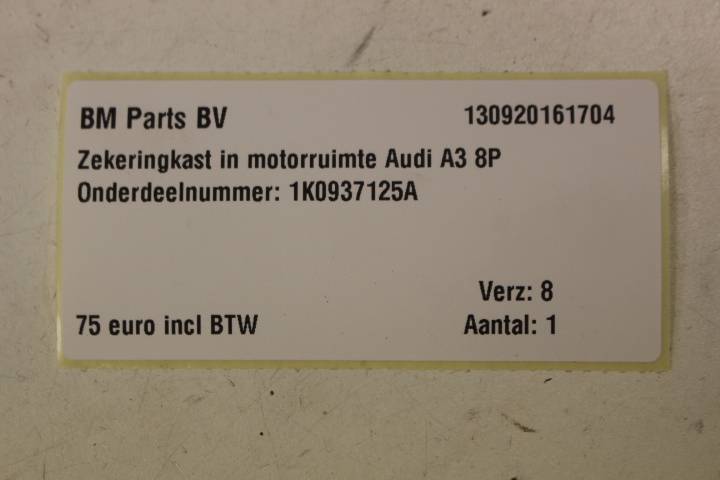 BM Parts BV 130920161704
Zekeringkast in motorruimte Audi A3 8P
Onderdeelnummer: 1K0937125A
Verz: 8
75 euro incl BTW Aantal: 1